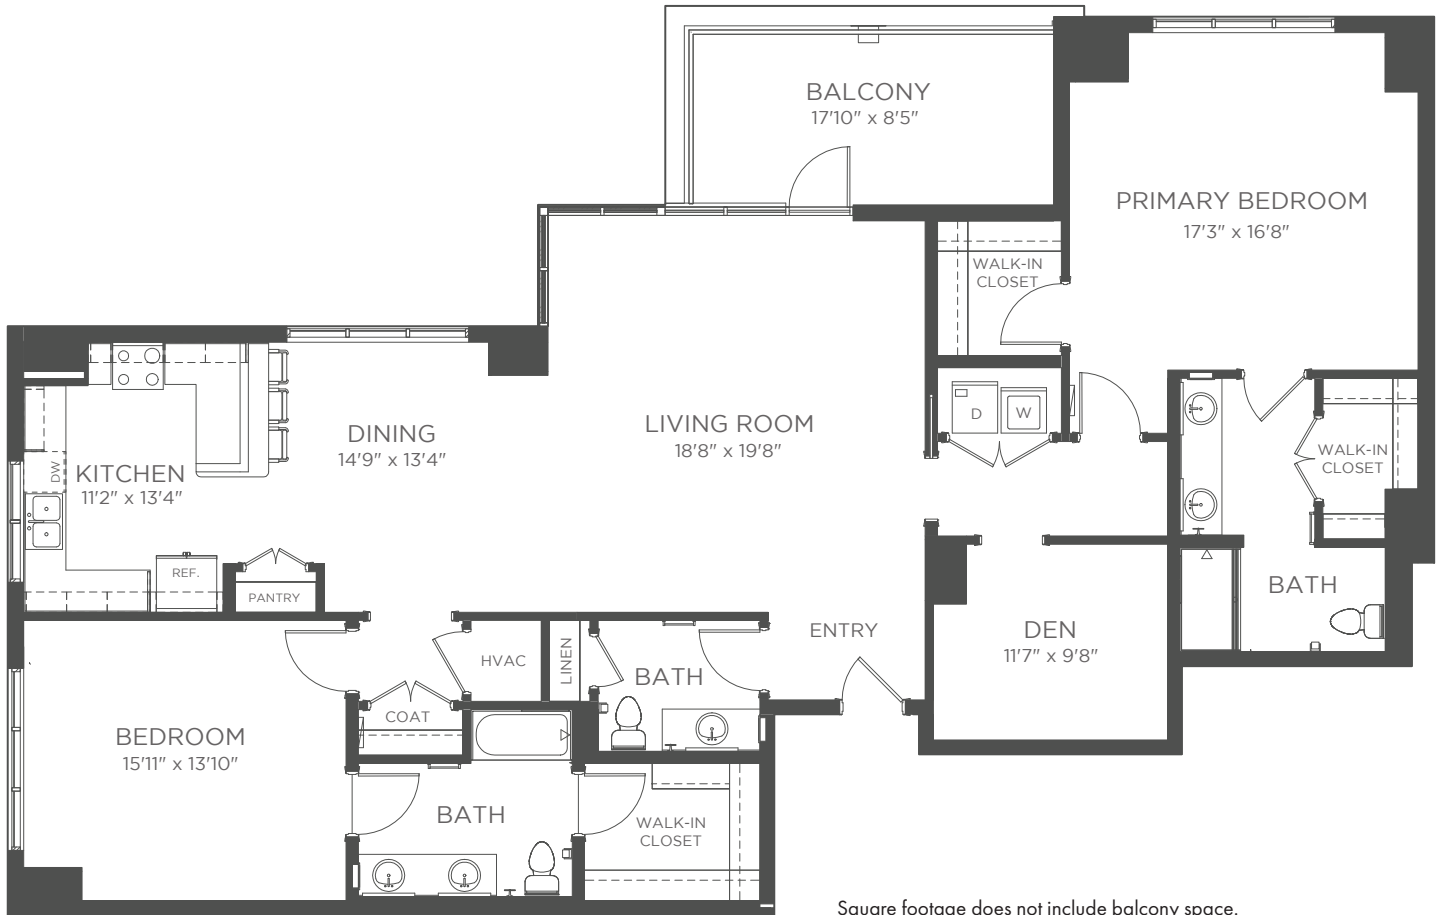 BALCONY
17'10" x 8'5"
PRIMARY BEDROOM
17'3" x 16'8"
WALK-IN
CLOSET
D
W
LIVING ROOM
18'8" x 19'8"
DINING
14'9" x 13'4"
KITCHEN
11'2" x 13'4"
DW
REF.
PANTRY
WALK-IN
CLOSET
BATH
DEN
11'7" x 9'8"
ENTRY
HVAC
LINEN
BATH
COAT
BEDROOM
15'11" x 13'10"
BATH
WALK-IN
CLOSET
Square footage does not include balcony space.